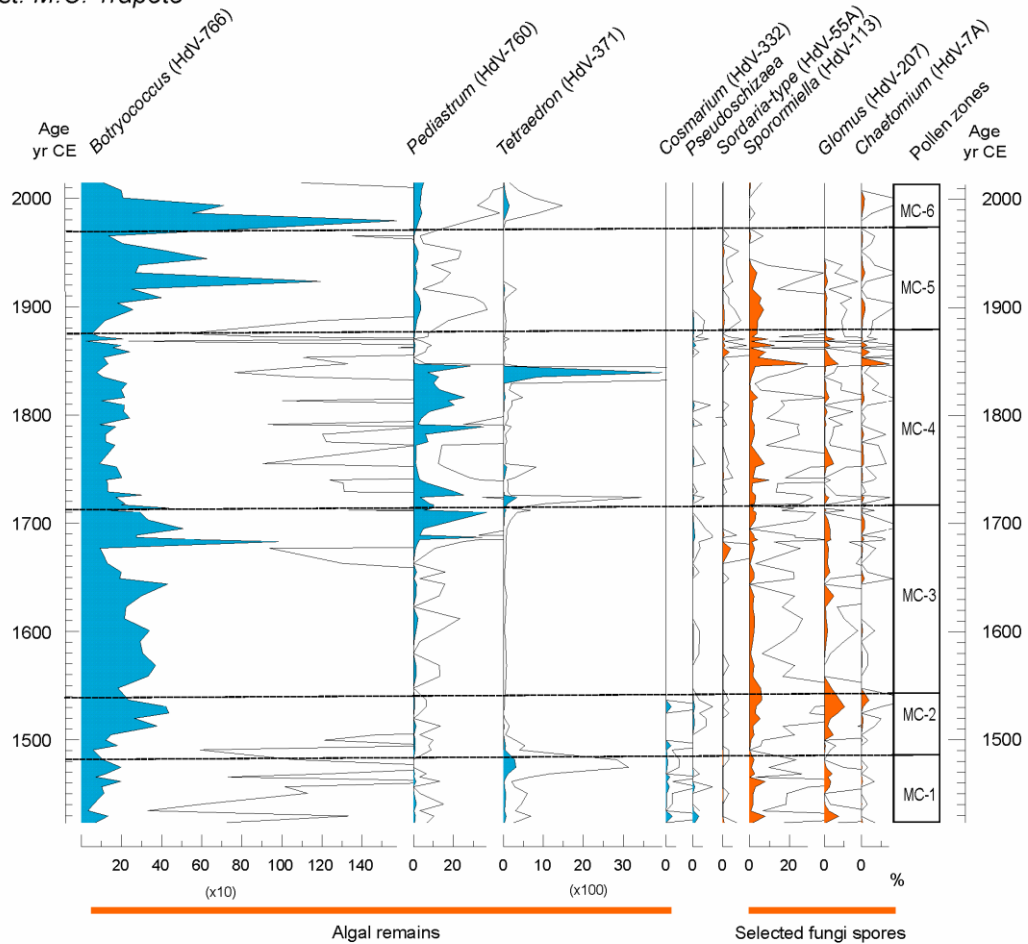 Botryococcus (HdV-766)
Pediastrum (HdV-760)
Tetraedron (HdV-371)
Cosmarium (HdV-332)
Pseudoschizaea
Sordaria-type (HdV-55A)
Sporormiella (HdV-113)
Glomus (HdV-207)
Chaetomium (HdV-7A)
Pollen zones
Age
yr CE
Age
yr CE
2000
1900
1800
1700
1600
1500
MC-6
MC-5
MC-4
MC-3
MC-2
MC-1
2000
1900
1800
1700
1600
1500
20 40 60 80 100 120 140 0 20 0 10 20 30 0 0 0 0 20 0 0
(x10) (x100) %
Algal remains
Selected fungi spores